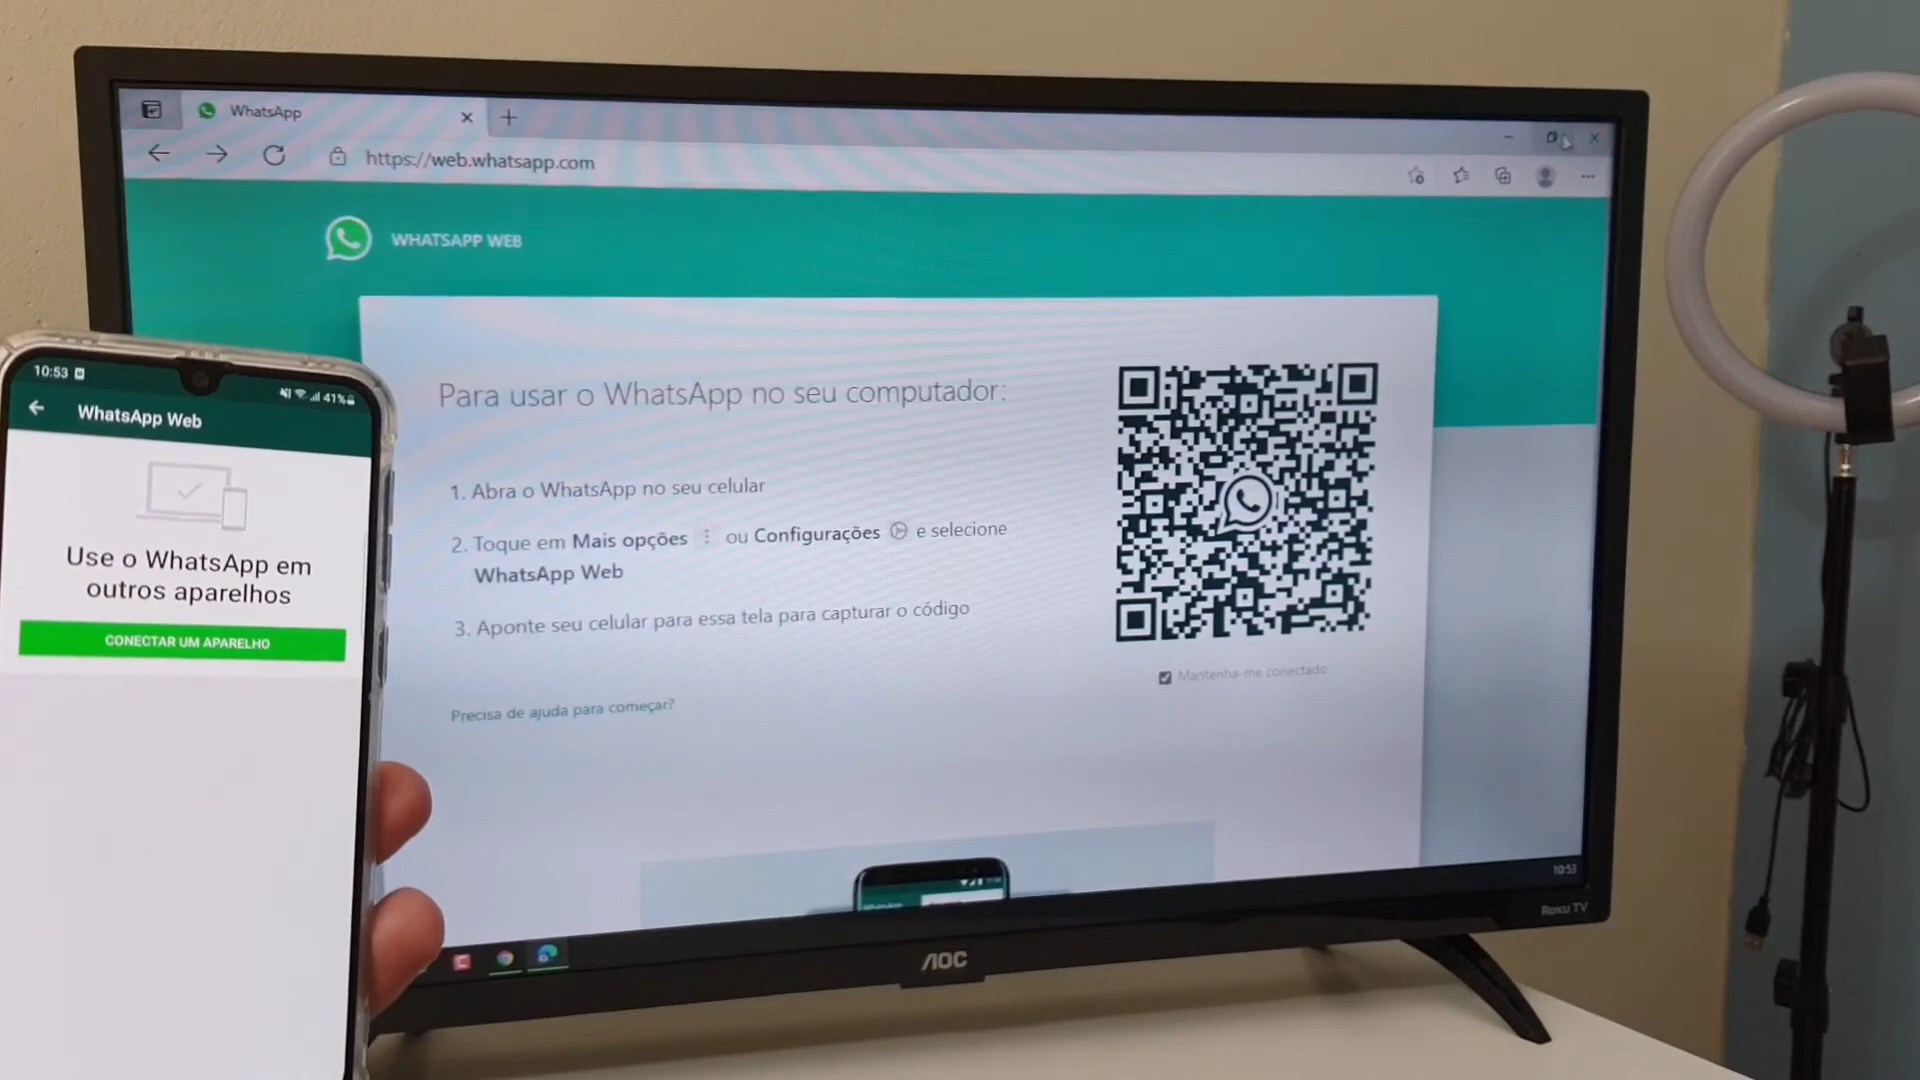 WhatsApp
https://web.whatsapp.com
WHATSAPP WEB
Para usar o WhatsApp no seu computador:
1. Abra o WhatsApp no seu celular
2. Toque em Mais opções ou Configurações e selecione
WhatsApp Web
3. Aponte seu celular para essa tela para capturar o código
Mantenha-me conectado
Precisa de ajuda para começar?
10:53
Roku TV
AOC
10:53
41%
WhatsApp Web
Use o WhatsApp em
outros aparelhos
CONECTAR UM APARELHO